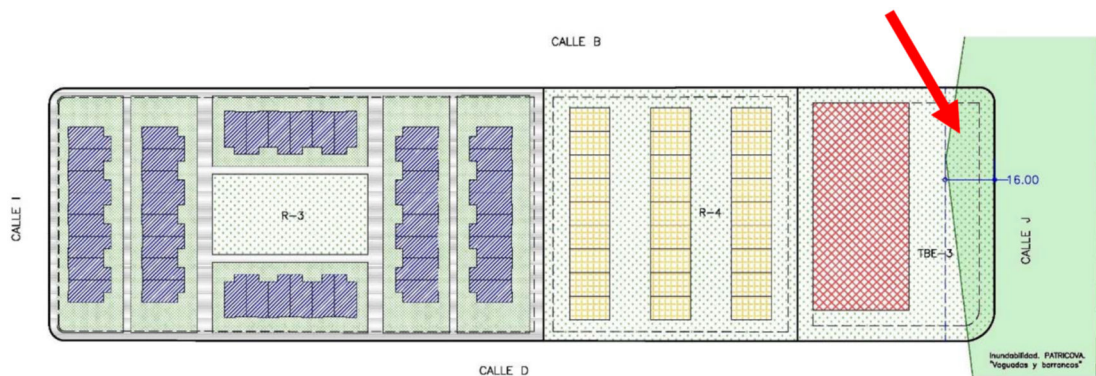 CALLE B
CALLE I
R-3
R-4
16.00
TBE-3
CALLE J
Inundabilidad. PATRICOVA.
"Vaguadas y barrancos"
CALLE D